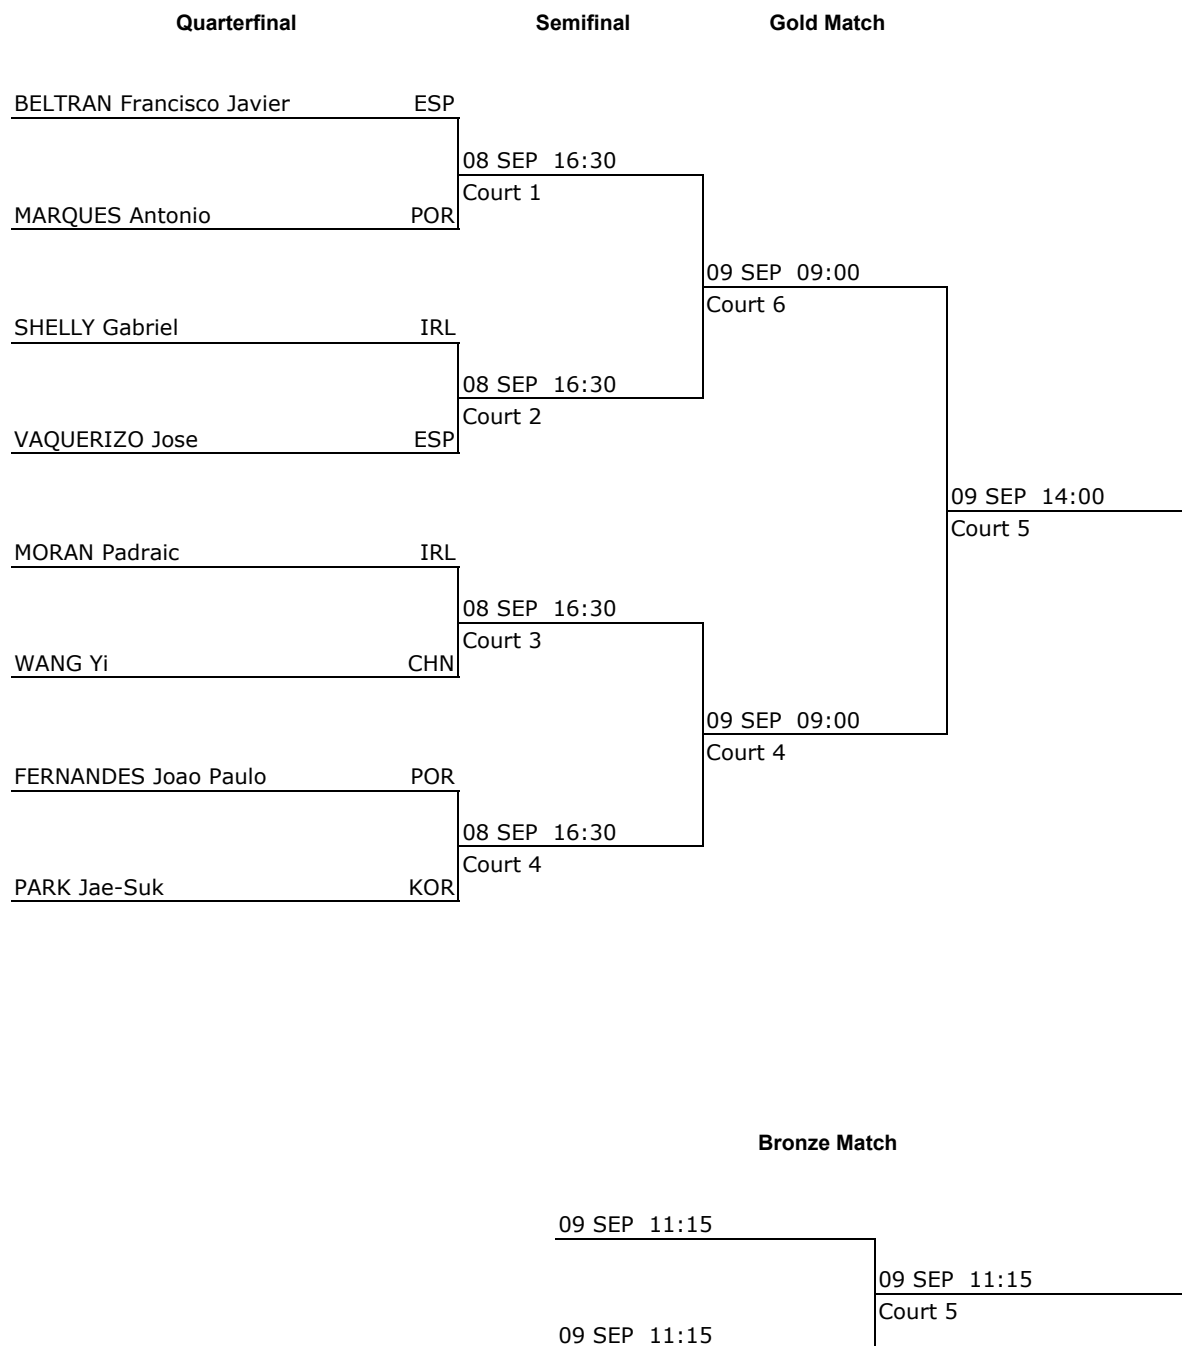 Quarterfinal Semifinal Gold Match
BELTRAN Francisco Javier ESP
08 SEP 16:30
Court 1
MARQUES Antonio POR
09 SEP 09:00
Court 6
SHELLY Gabriel IRL
08 SEP 16:30
Court 2
VAQUERIZO Jose ESP
09 SEP 14:00
Court 5
MORAN Padraic IRL
08 SEP 16:30
Court 3
WANG Yi CHN
09 SEP 09:00
Court 4
FERNANDES Joao Paulo POR
08 SEP 16:30
Court 4
PARK Jae-Suk KOR
Bronze Match
09 SEP 11:15
09 SEP 11:15
Court 5
09 SEP 11:15